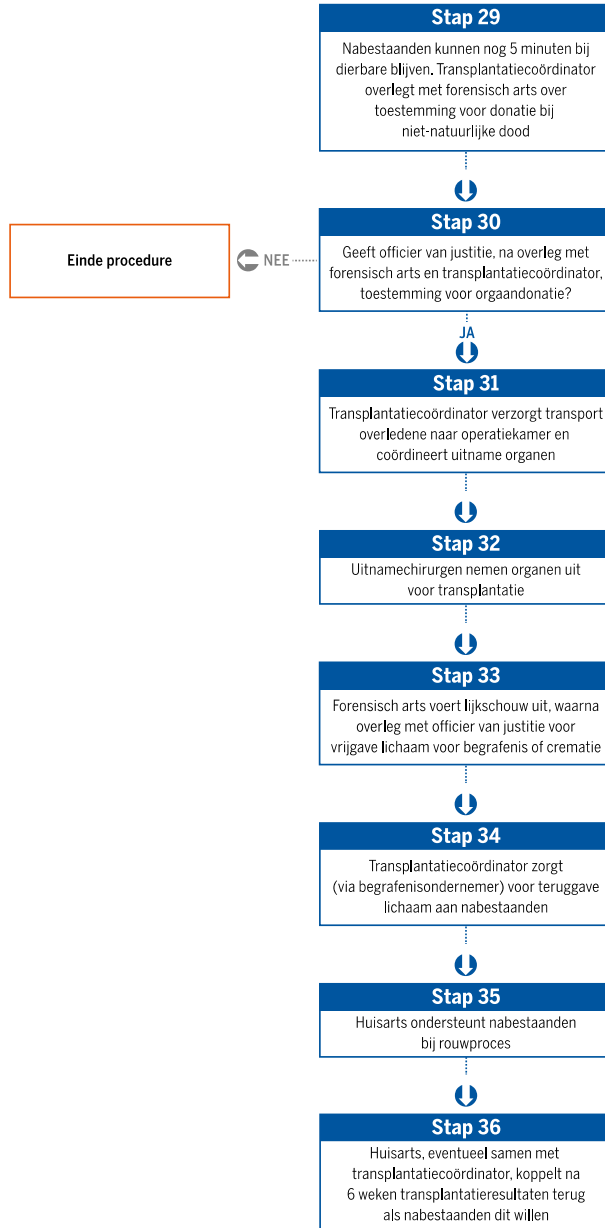 Stap 29
Nabestaanden kunnen nog 5 minuten bij
dierbare blijven. Transplantatiecoördinator
overlegt met forensisch arts over
toestemming voor donatie bij
niet-natuurlijke dood
Stap 30
Geeft officier van justitie, na overleg met
forensisch arts en transplantatiecoördinator,
toestemming voor orgaandonatie?
NEE
Einde procedure
JA
Stap 31
Transplantatiecoördinator verzorgt transport
overledene naar operatiekamer en
coördineert uitname organen
Stap 32
Uitnamechirurgen nemen organen uit
voor transplantatie
Stap 33
Forensisch arts voert lijkschouw uit, waarna
overleg met officier van justitie voor
vrijgave lichaam voor begrafenis of crematie
Stap 34
Transplantatiecoördinator zorgt
(via begrafenisondernemer) voor teruggave
lichaam aan nabestaanden
Stap 35
Huisarts ondersteunt nabestaanden
bij rouwproces
Stap 36
Huisarts, eventueel samen met
transplantatiecoördinator, koppelt na
6 weken transplantatieresultaten terug
als nabestaanden dit willen